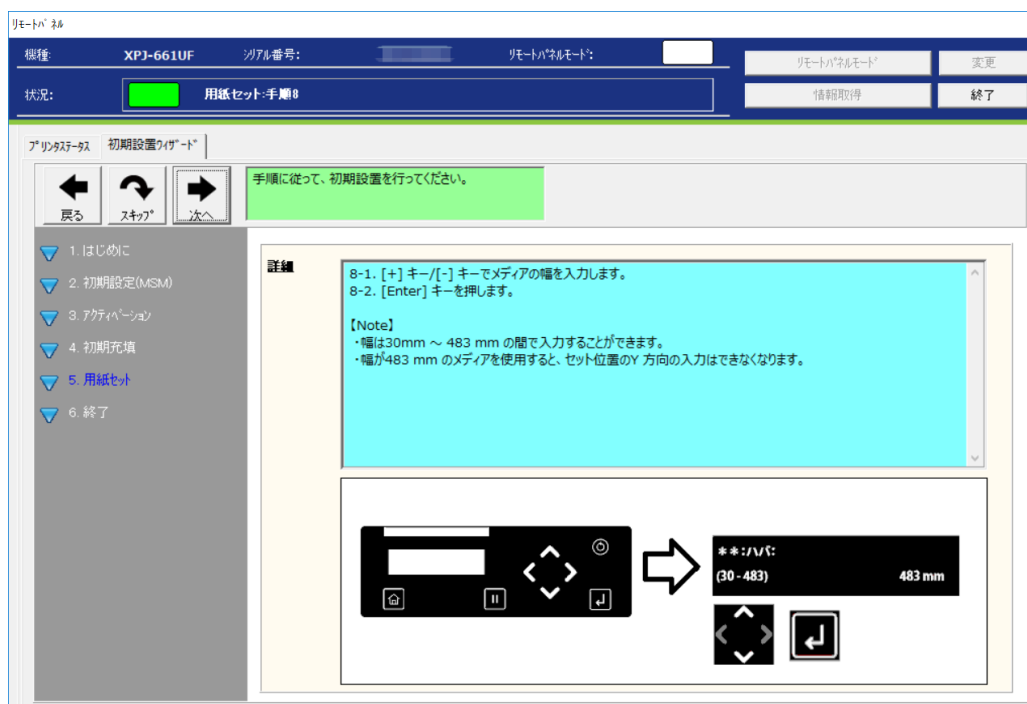 リモートパネル
機種: XPJ-661UF シリアル番号: リモートパネルモード: リモートパネルモード 変更
状況: 用紙セット:手順8 情報取得 終了
プリンタステータス 初期設置ウィザード
手順に従って、初期設置を行ってください。
戻る スキップ 次へ
1. はじめに
2. 初期設定(MSM)
3. アクティベーション
4. 初期充填
5. 用紙セット
6. 終了
詳細
8-1. [+] キー/[-] キーでメディアの幅を入力します。
8-2. [Enter] キーを押します。
【Note】
・幅は30mm ～ 483 mm の間で入力することができます。
・幅が483 mm のメディアを使用すると、セット位置のY 方向の入力はできなくなります。
**:ハバ:
(30 - 483) 483 mm